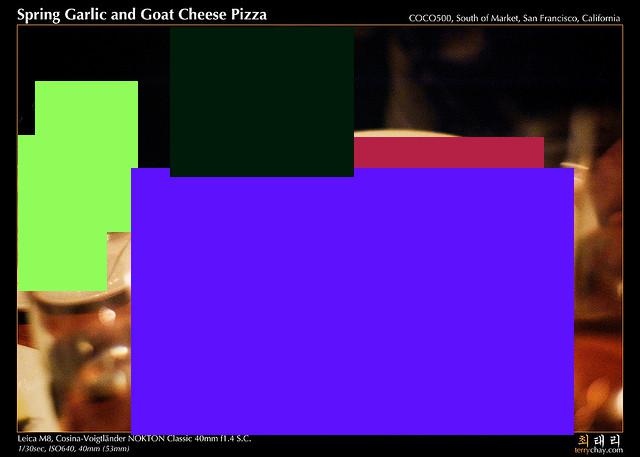 Spring Garlic and Goat Cheese Pizza
COCO500, South of Market, San Francisco, California
Leica M8, Cosina-Voigtländer NOKTON Classic 40mm f1.4 S.C.
1/30sec, ISO640, 40mm (53mm)
최태리
terrychay.com